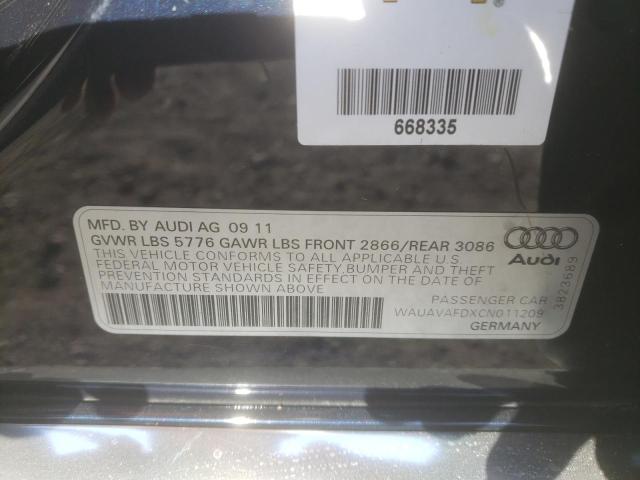 668335
MFD. BY AUDI AG 09 11
GVWR LBS 5776 GAWR LBS FRONT 2866/REAR 3086
THIS VEHICLE CONFORMS TO ALL APPLICABLE U.S
FEDERAL MOTOR VEHICLE SAFETY,BUMPER AND THEFT
PREVENTION STANDARDS IN EFFECT ON THE DATE OF
MANUFACTURE SHOWN ABOVE
Audi
3823689
PASSENGER CAR
WAUAVAFDXCN011209
GERMANY